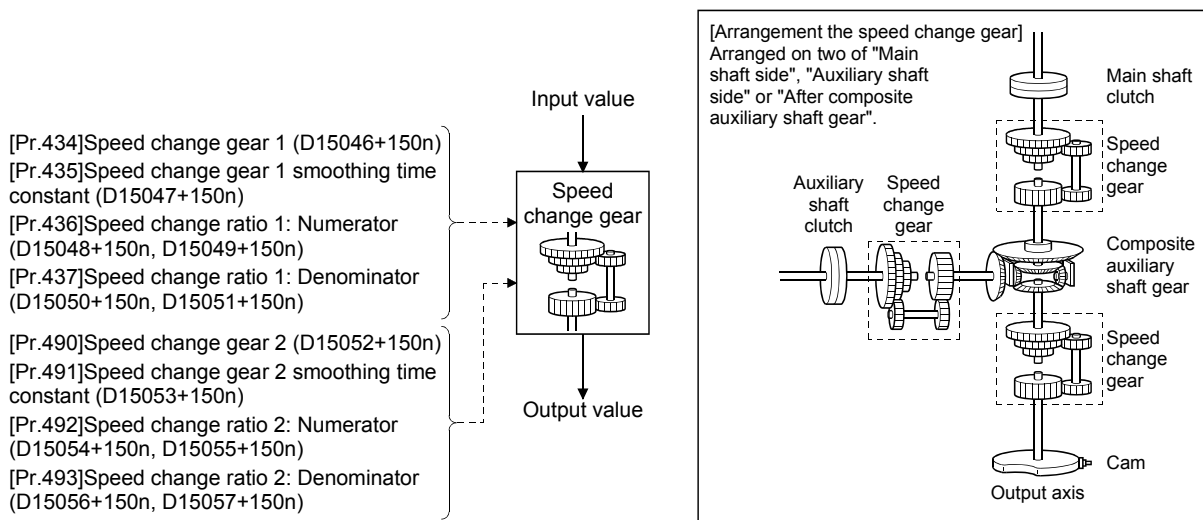 [Pr.434]Speed change gear 1 (D15046+150n)
[Pr.435]Speed change gear 1 smoothing time
constant (D15047+150n)
[Pr.436]Speed change ratio 1: Numerator
(D15048+150n, D15049+150n)
[Pr.437]Speed change ratio 1: Denominator
(D15050+150n, D15051+150n)
[Pr.490]Speed change gear 2 (D15052+150n)
[Pr.491]Speed change gear 2 smoothing time
constant (D15053+150n)
[Pr.492]Speed change ratio 2: Numerator
(D15054+150n, D15055+150n)
[Pr.493]Speed change ratio 2: Denominator
(D15056+150n, D15057+150n)
Input value
Speed
change gear
Output value
[Arrangement the speed change gear]
Arranged on two of "Main
shaft side", "Auxiliary shaft
side" or "After composite
auxiliary shaft gear".
Main shaft
clutch
Speed
change
gear
Auxiliary
shaft
clutch
Speed
change
gear
Composite
auxiliary
shaft gear
Speed
change
gear
Cam
Output axis